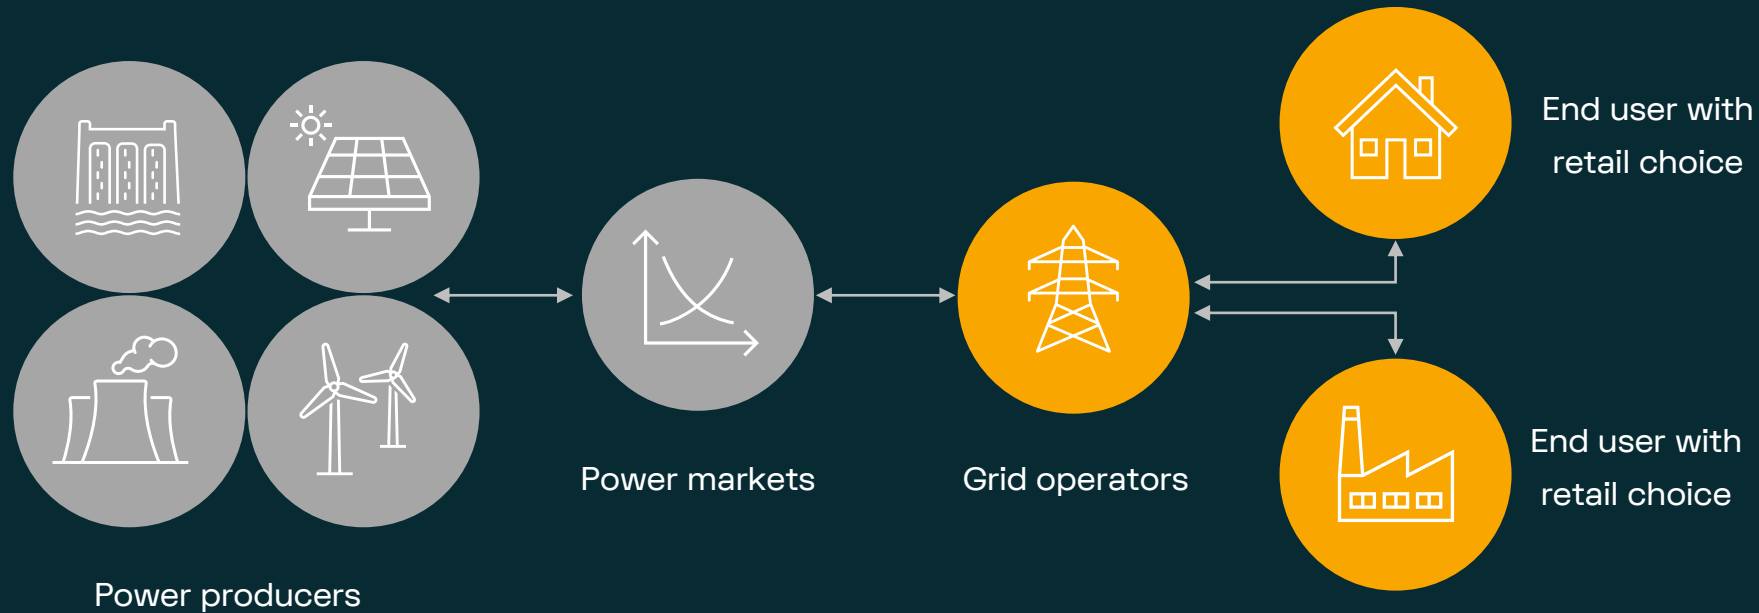 End user with
retail choice
Power markets
Grid operators
End user with
retail choice
Power producers